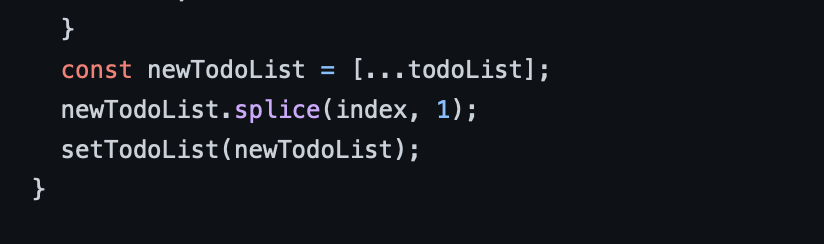 }
const newTodoList = [...todoList];
newTodoList.splice(index, 1);
setTodoList(newTodoList);
}